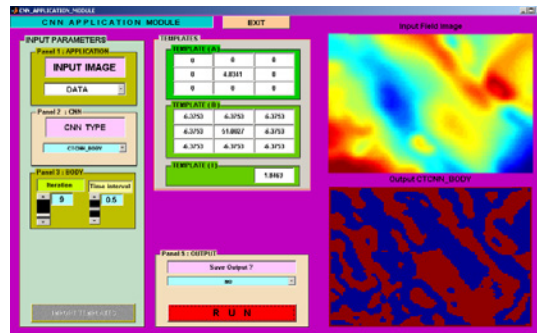 CNN_APPLICATION_MODULE
CNN APPLICATION MODULE
EXIT
INPUT PARAMETERS
Panel 1 : APPLICATION
INPUT IMAGE
DATA
Panel 2 : CNN
CNN TYPE
CTCNN_BODY
Panel 3 : BODY
Iteration
Time interval
9
0.5
TEMPLATES
TEMPLATE (A)
0 0 0
0 4.8341 0
0 0 0
TEMPLATE (B)
-6.3753 -6.3753 -6.3753
-6.3753 51.0027 -6.3753
-6.3753 -6.3753 -6.3753
TEMPLATE (I)
Panel 5 : OUTPUT
Save Output ?
NO
RUN
Input Field Image
Output CTCNN_BODY